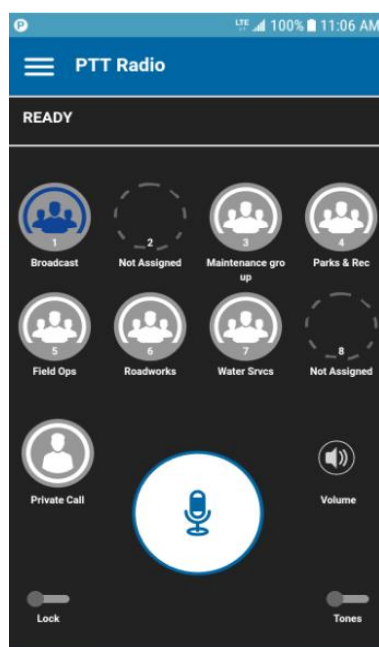 P LTE 100% 11:06 AM
PTT Radio
READY
1 2 3 4
Broadcast Not Assigned Maintenance gro Parks & Rec
up
5 6 7 8
Field Ops Roadworks Water Srvcs Not Assigned
Private Call Volume
Lock Tones